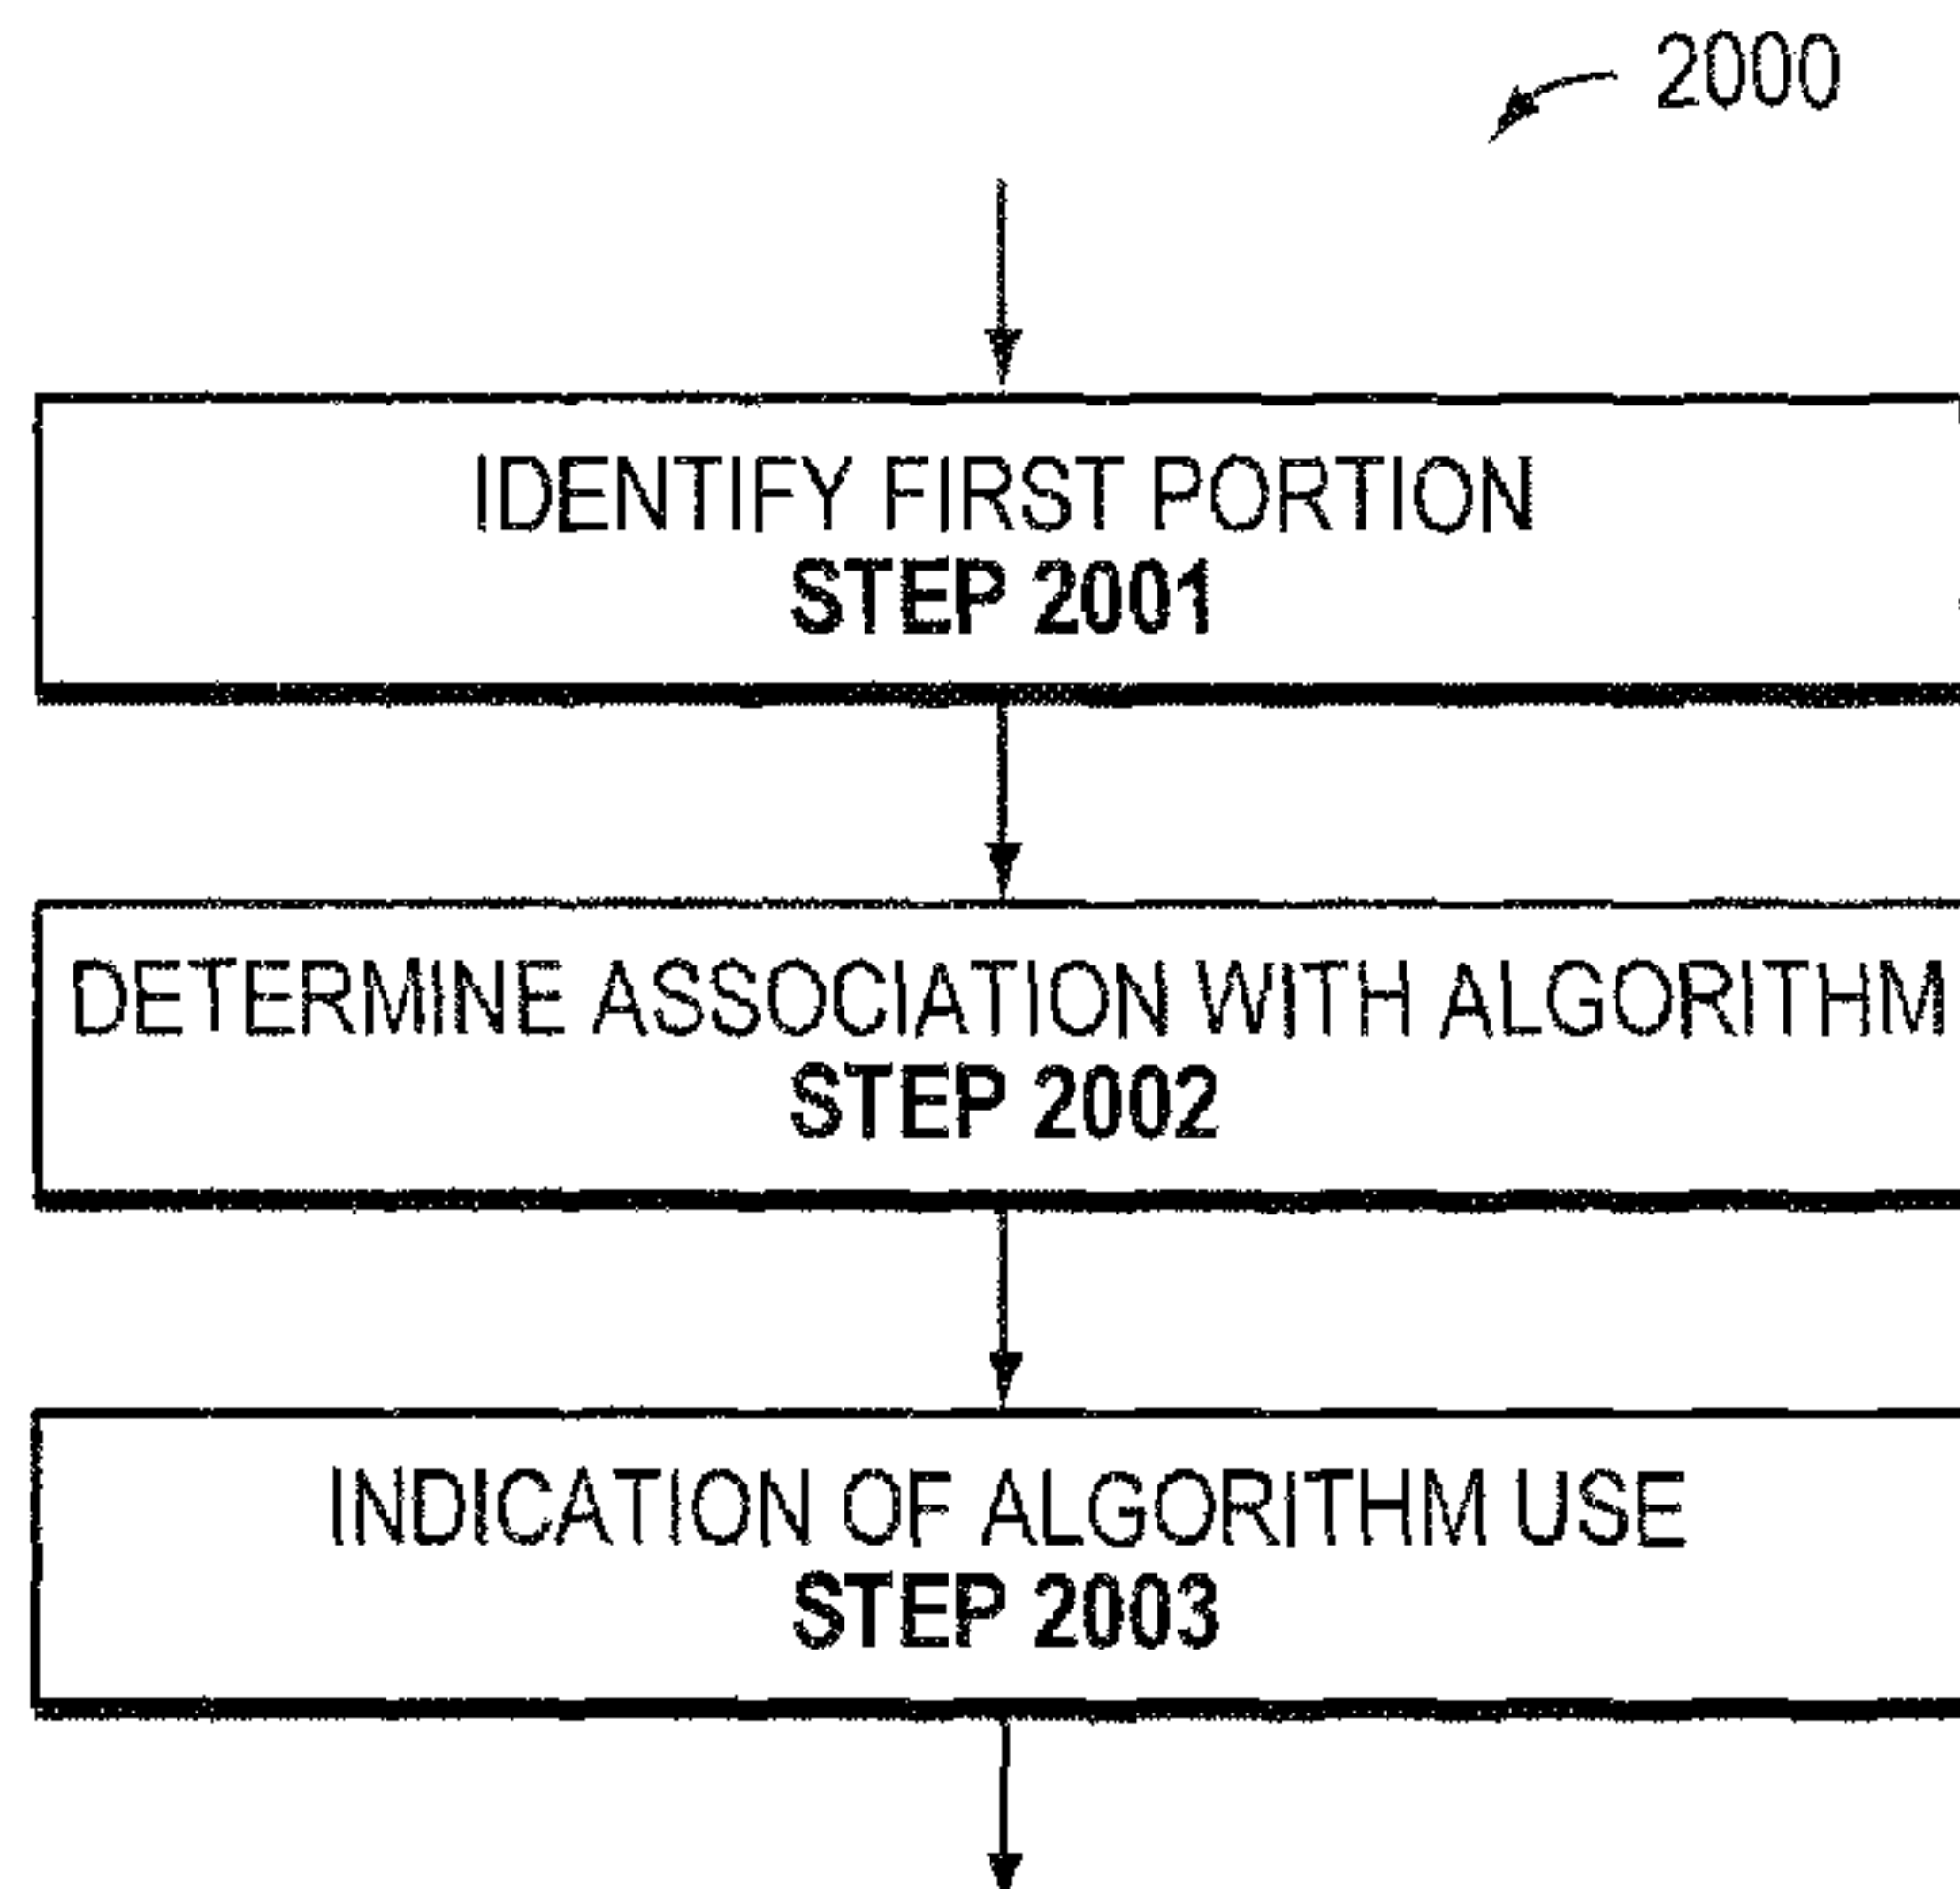 2000
IDENTIFY FIRST PORTION
STEP 2001
DETERMINE ASSOCIATION WITH ALGORITHM
STEP 2002
INDICATION OF ALGORITHM USE
STEP 2003